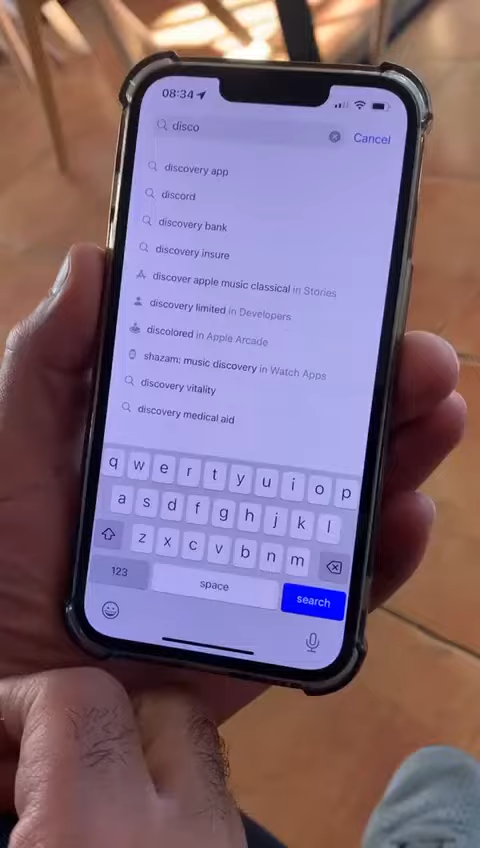 08:34
disco
Cancel
discovery app
discord
discovery bank
discovery insure
discover apple music classical in Stories
discovery limited in Developers
discolored in Apple Arcade
shazam: music discovery in Watch Apps
discovery vitality
discovery medical aid
q w e r t y u i o p
a s d f g h j k l
z x c v b n m
123 space search